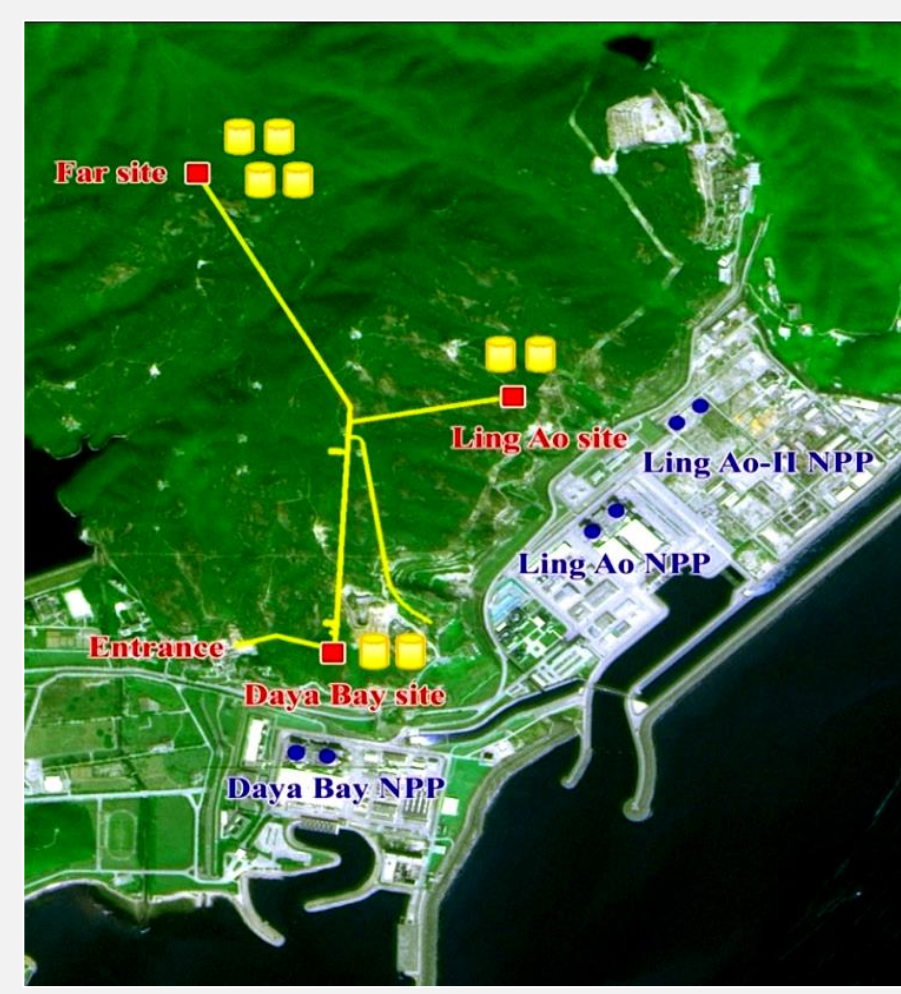 Far site
Ling Ao site
Ling Ao-II NPP
Ling Ao NPP
Entrance
Daya Bay site
Daya Bay NPP